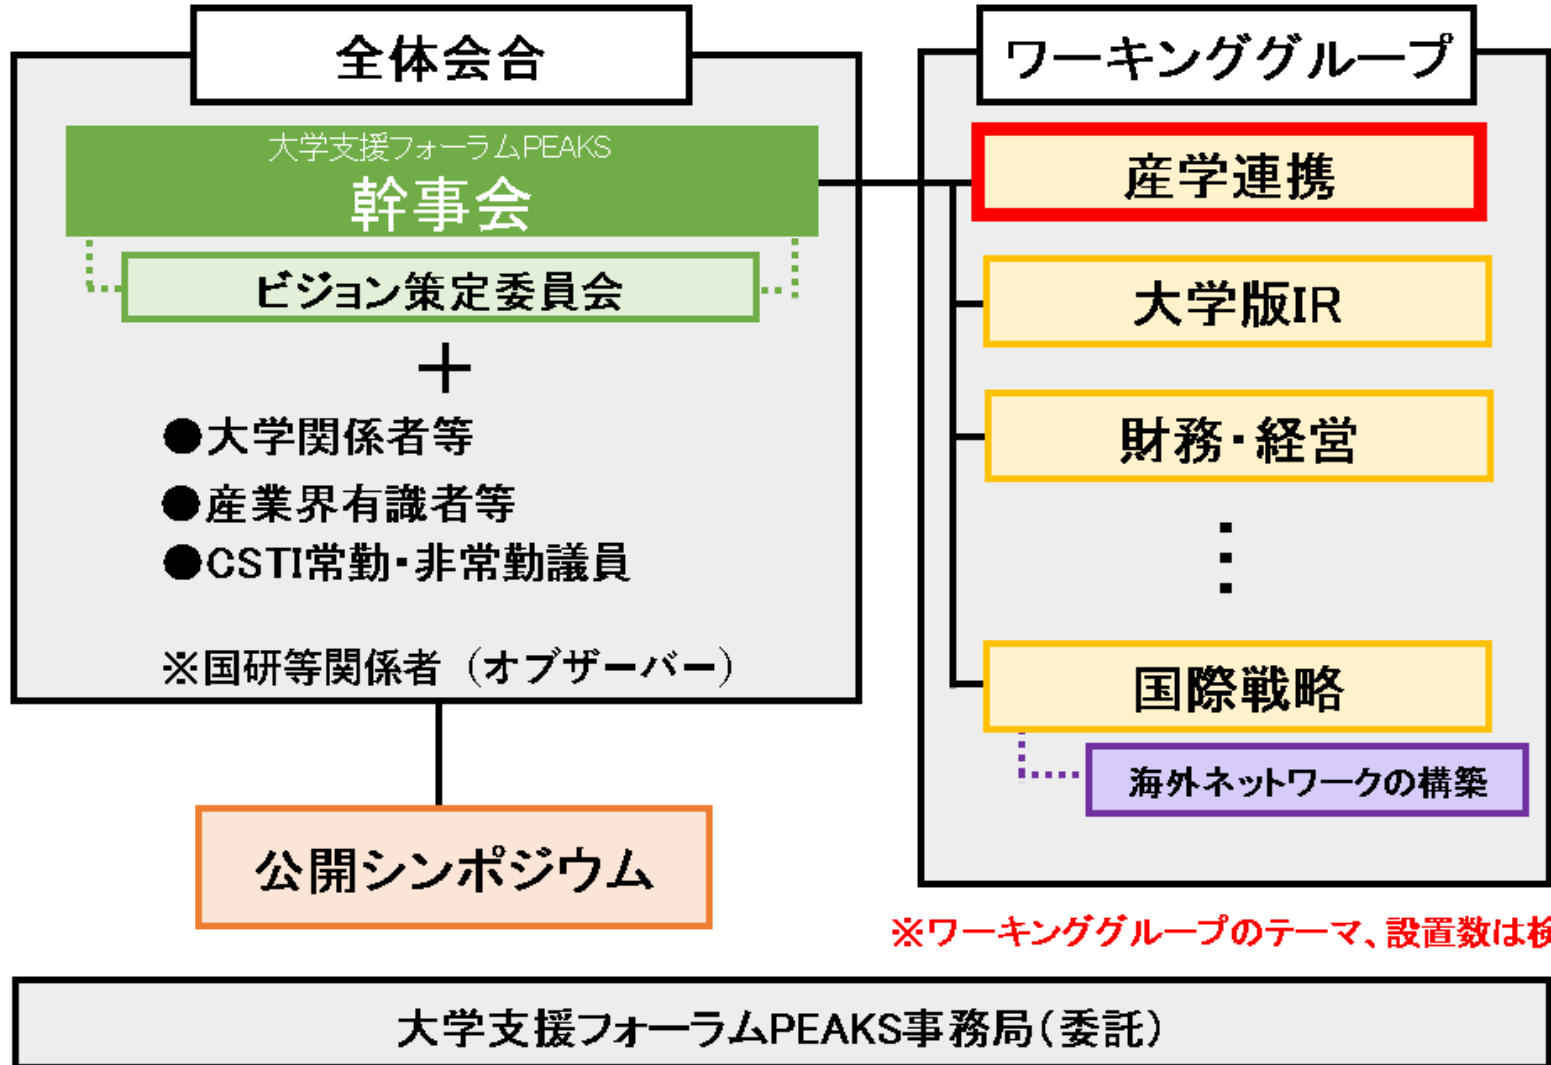 全体会合
大学支援フォーラムPEAKS
幹事会
ビジョン策定委員会
＋
●大学関係者等
●産業界有識者等
●CSTI常勤・非常勤議員
※国研等関係者（オブザーバー）
公開シンポジウム
ワーキンググループ
産学連携
大学版IR
財務・経営
国際戦略
海外ネットワークの構築
※ワーキンググループのテーマ、設置数は検
大学支援フォーラムPEAKS事務局（委託）